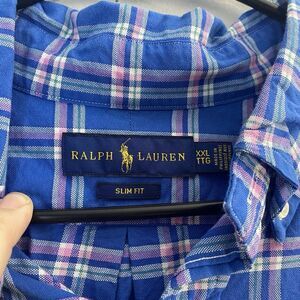 RALPH LAUREN
XXL
TTG
SLIM FIT